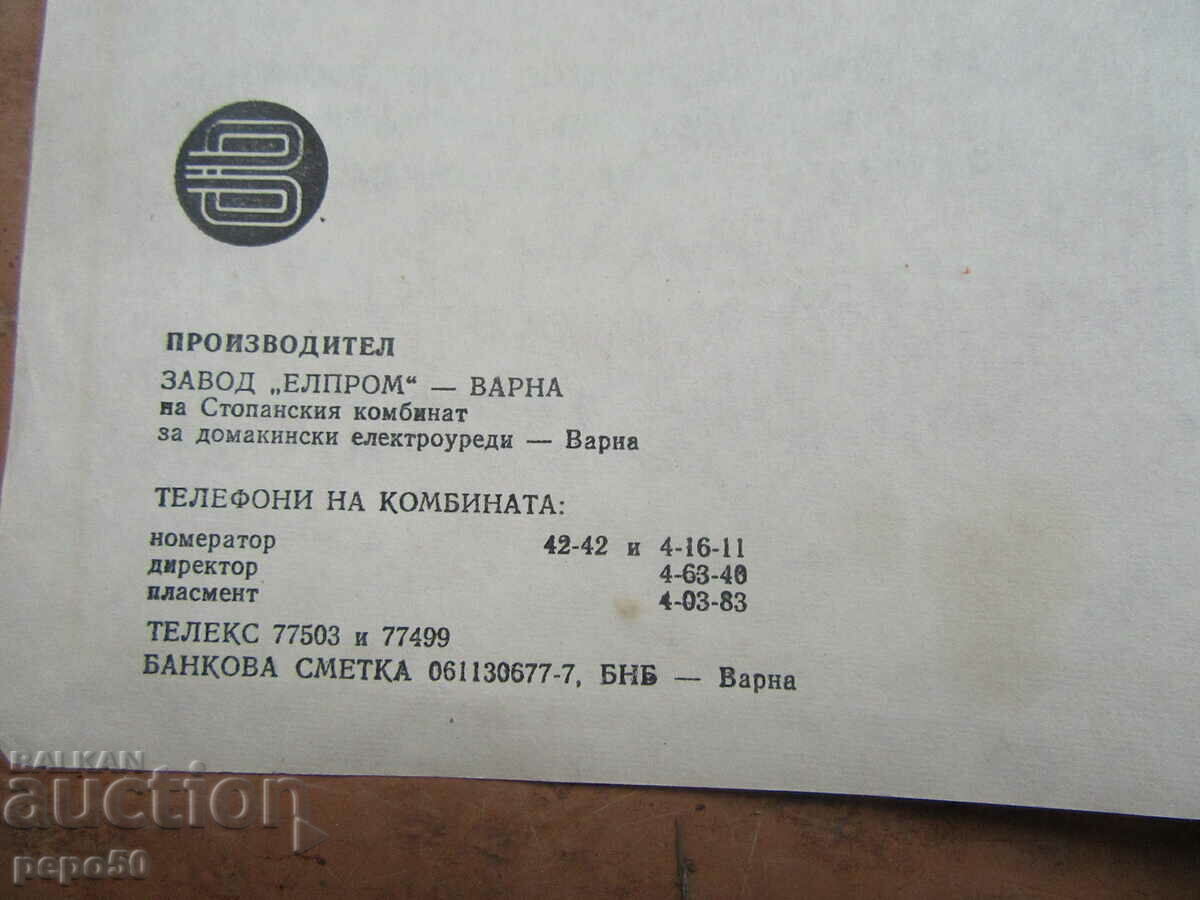 ПРОИЗВОДИТЕЛ
ЗАВОД „ЕЛПРОМ“ — ВАРНА
на Стопанския комбинат
за домакински електроуреди — Варна
ТЕЛЕФОНИ НА КОМБИНАТА:
номератор 42-42 и 4-16-11
директор 4-63-40
пласмент 4-03-83
ТЕЛЕКС 77503 и 77499
БАНКОВА СМЕТКА 061130677-7, БНБ — Варна
BALKAN
auction
pepo50